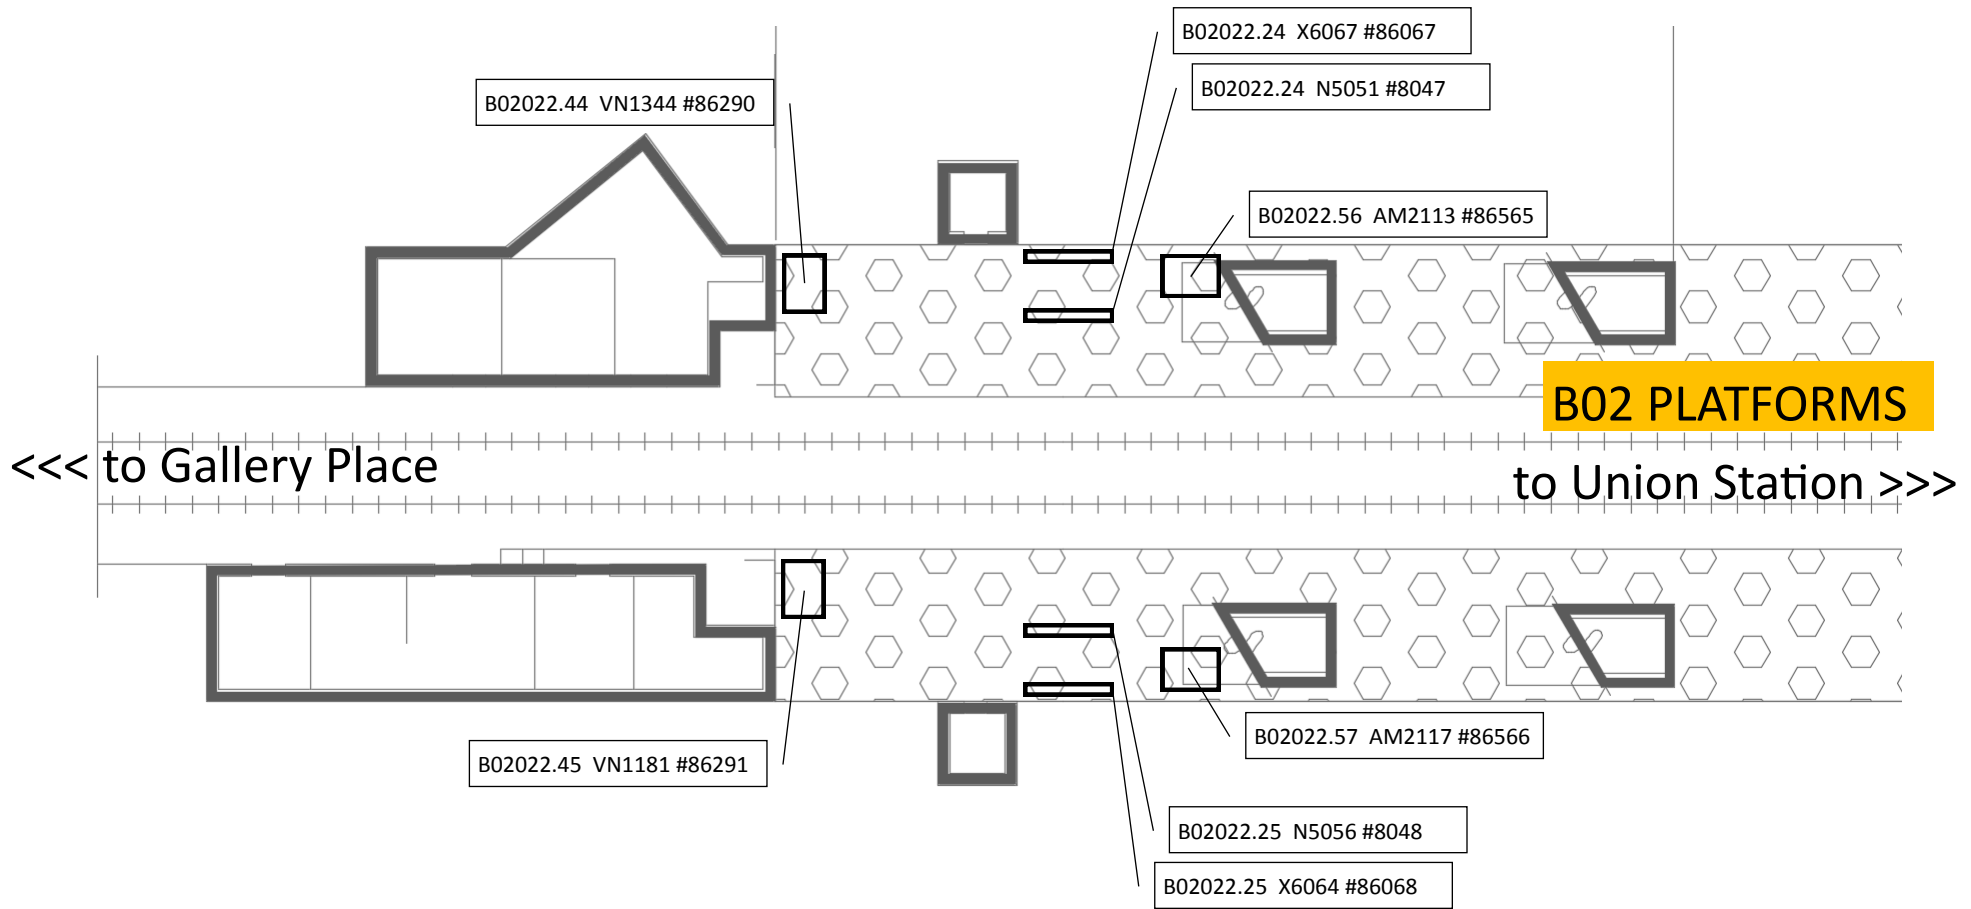 B02022.24 X6067 #86067
B02022.24 N5051 #8047
B02022.44 VN1344 #86290
B02022.56 AM2113 #86565
B02 PLATFORMS
<<< to Gallery Place
to Union Station >>>
B02022.57 AM2117 #86566
B02022.45 VN1181 #86291
B02022.25 N5056 #8048
B02022.25 X6064 #86068